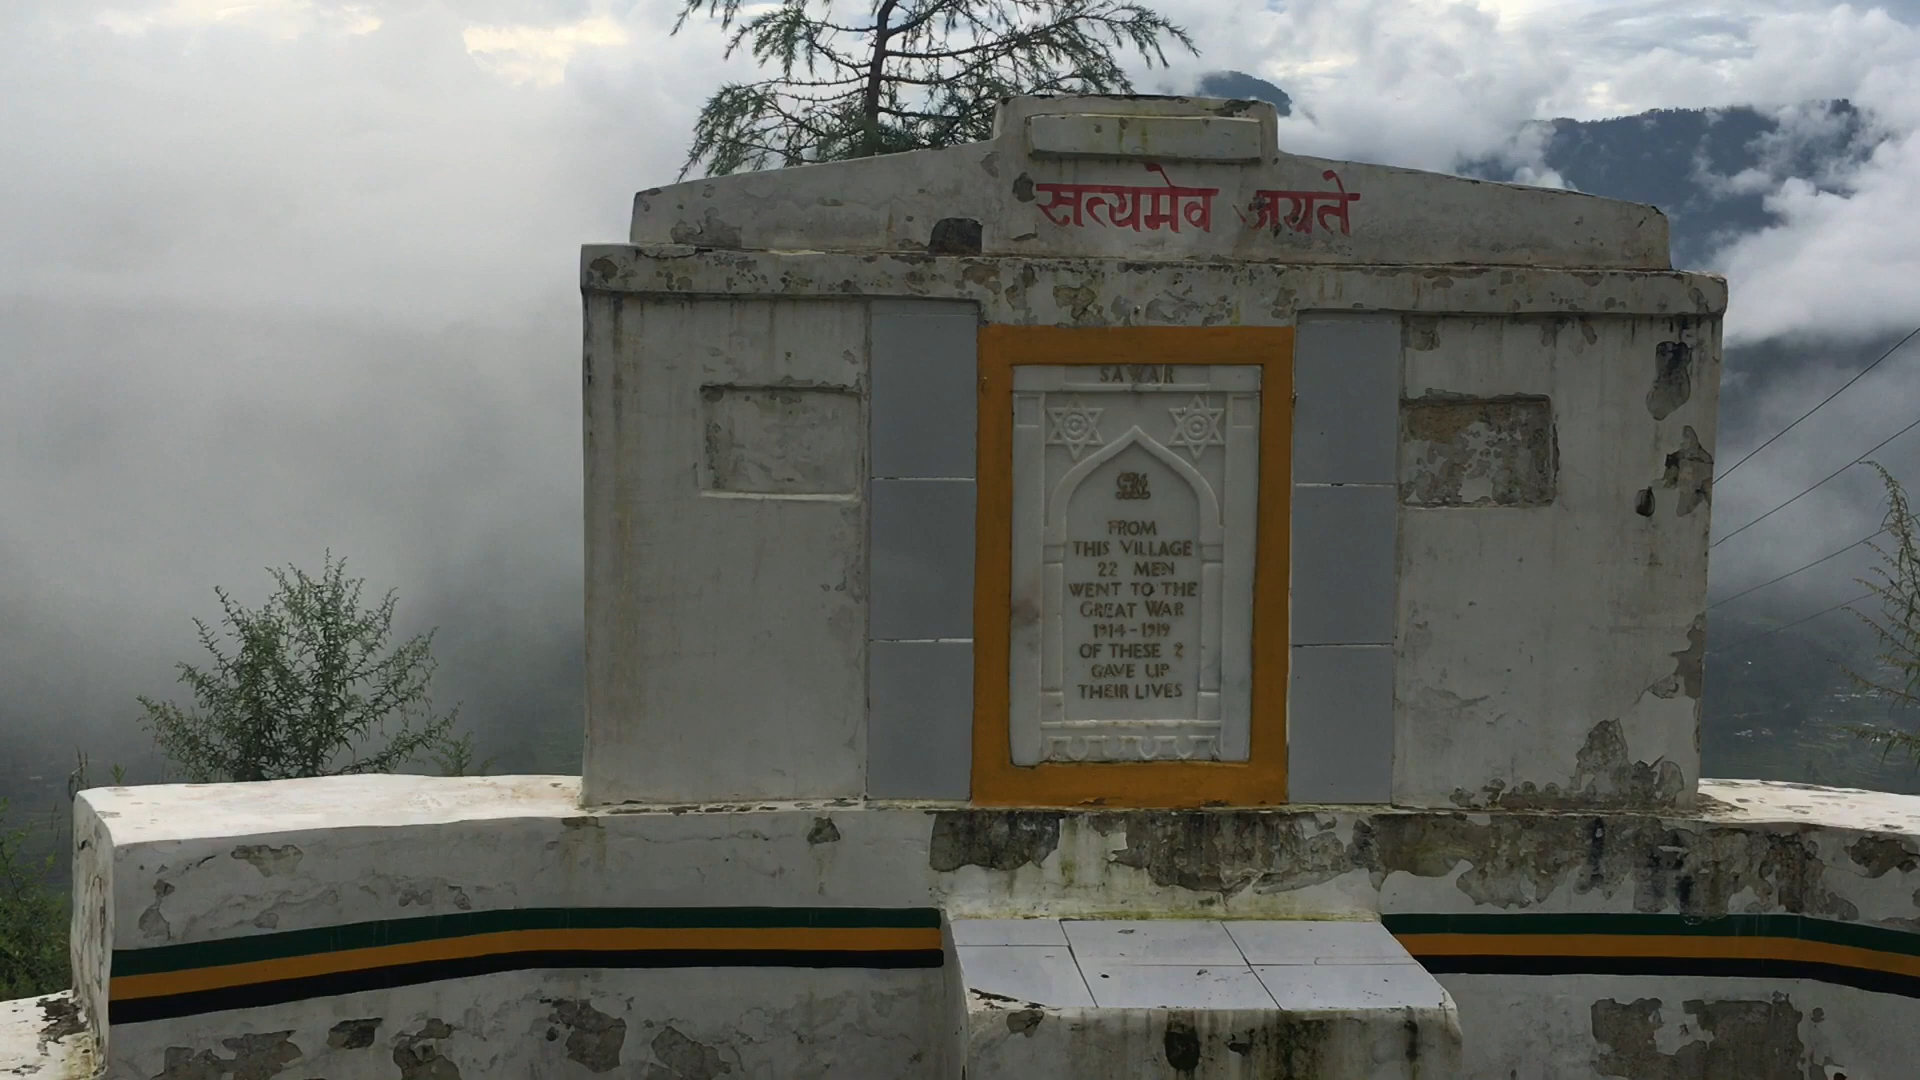 सत्यमेव जयते
SAWAR
FROM
THIS VILLAGE
22 MEN
WENT TO THE
GREAT WAR
1914-1919
OF THESE 2
GAVE UP
THEIR LIVES